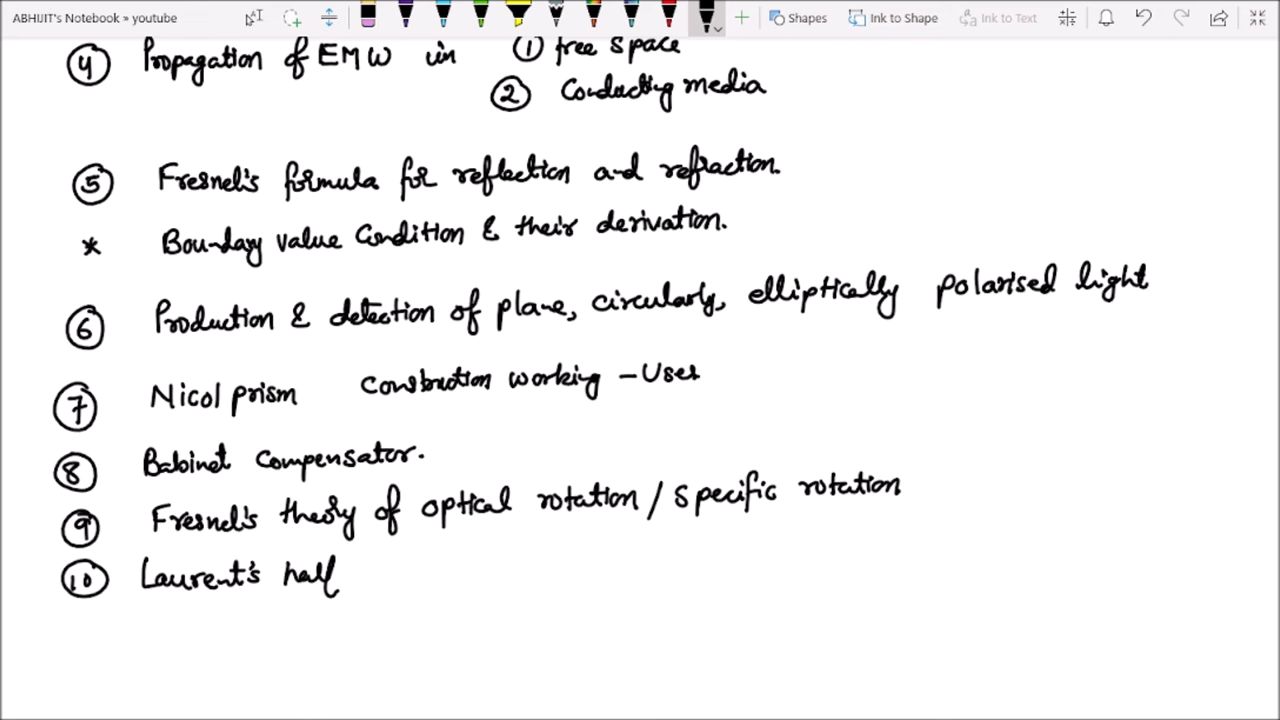 ABHIJIT's Notebook » youtube
Shapes
Ink to Shape
Ink to Text
④ Propagation of EMW in ① free space
② Conducting media
⑤ Fresnel's formula for reflection and refraction.
* Boundary value Condition & their derivation.
⑥ Production & detection of plane, circularly, elliptically polarised light
⑦ Nicol prism Construction working - Uses
⑧ Babinet Compensator.
⑨ Fresnel's theory of optical rotation / Specific rotation
⑩ Laurent's half